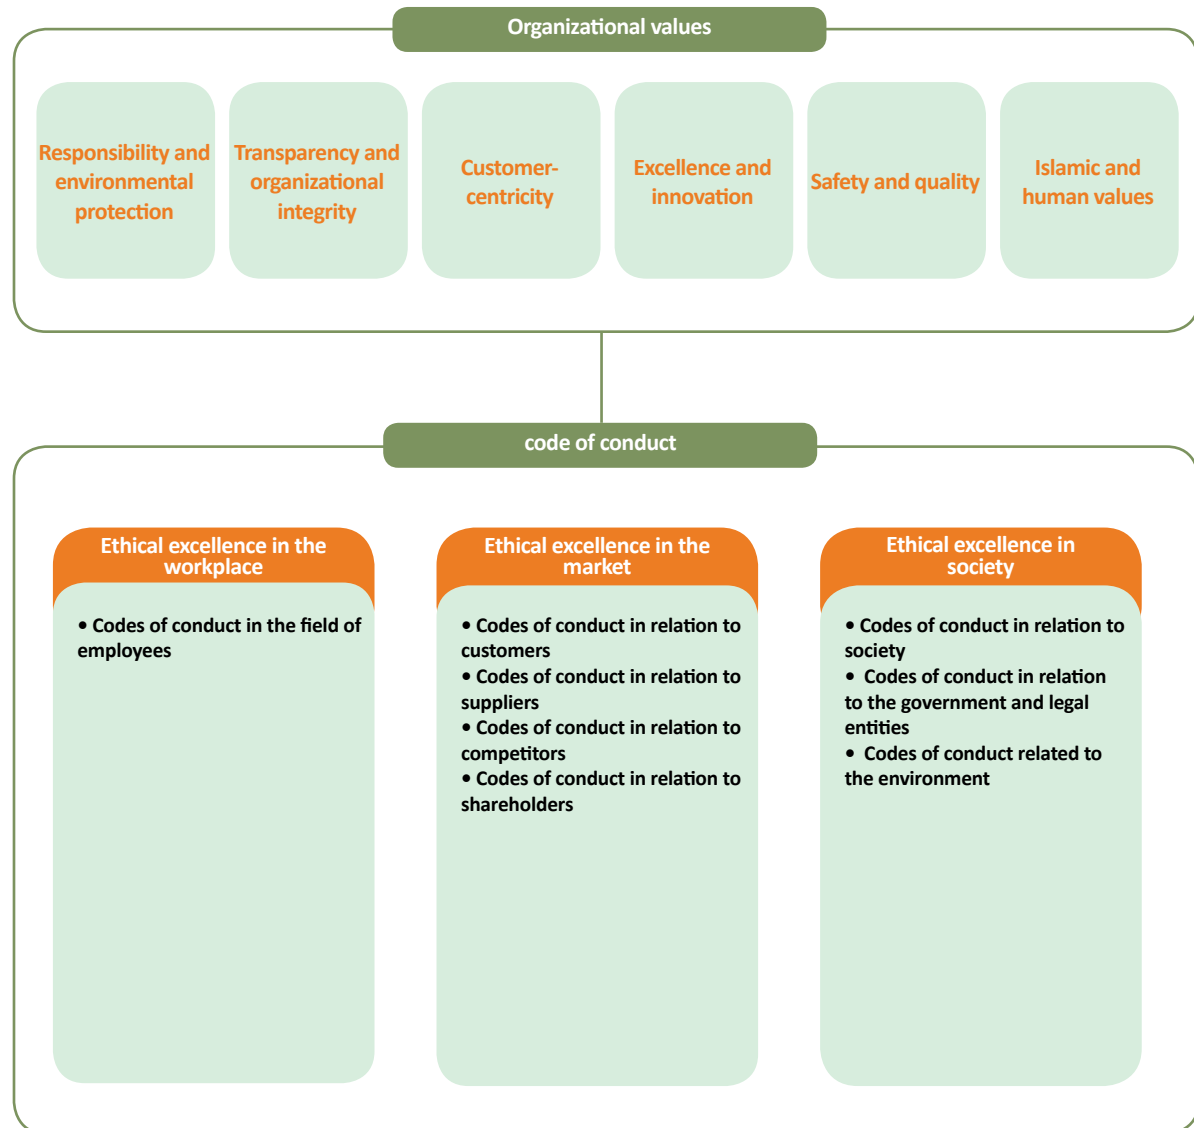 Organizational values
Responsibility and
environmental
protection
Transparency and
organizational
integrity
Customer-
centricity
Excellence and
innovation
Safety and quality
Islamic and
human values
code of conduct
Ethical excellence in the
workplace
• Codes of conduct in the field of
employees
Ethical excellence in the
market
• Codes of conduct in relation to
customers
• Codes of conduct in relation to
suppliers
• Codes of conduct in relation to
competitors
• Codes of conduct in relation to
shareholders
Ethical excellence in
society
• Codes of conduct in relation to
society
• Codes of conduct in relation
to the government and legal
entities
• Codes of conduct related to
the environment